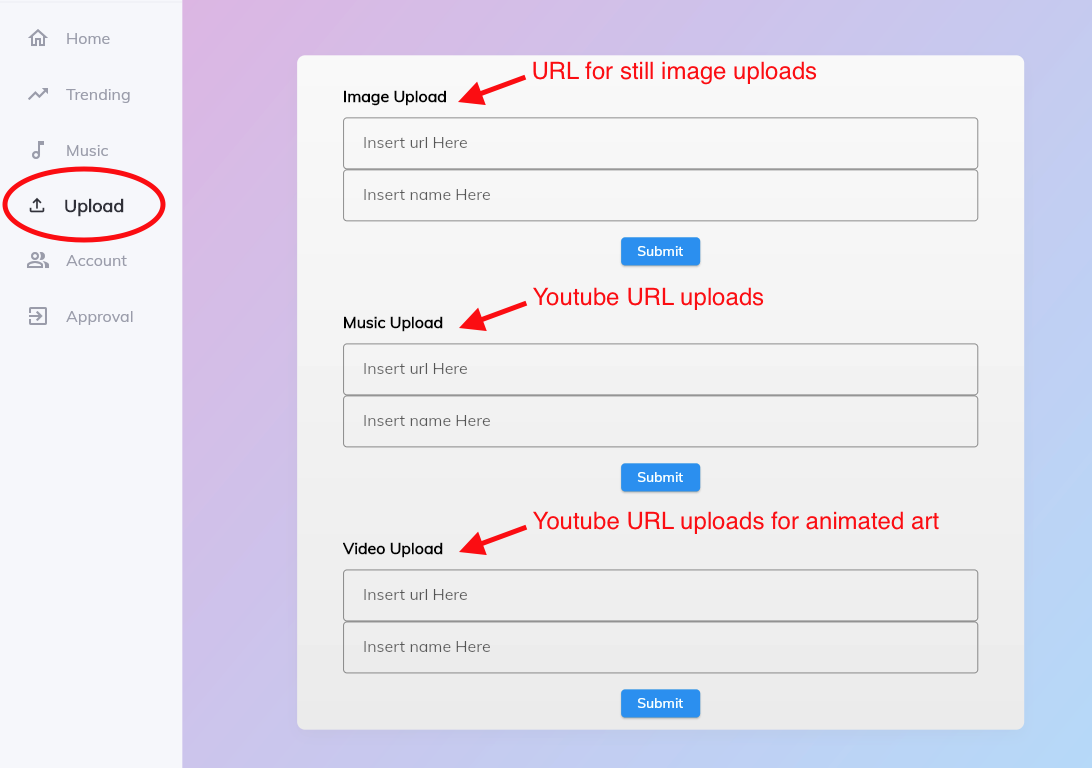 Home
Trending
Music
Upload
Account
Approval
URL for still image uploads
Image Upload
Insert url Here
Insert name Here
Submit
Youtube URL uploads
Music Upload
Insert url Here
Insert name Here
Submit
Youtube URL uploads for animated art
Video Upload
Insert url Here
Insert name Here
Submit